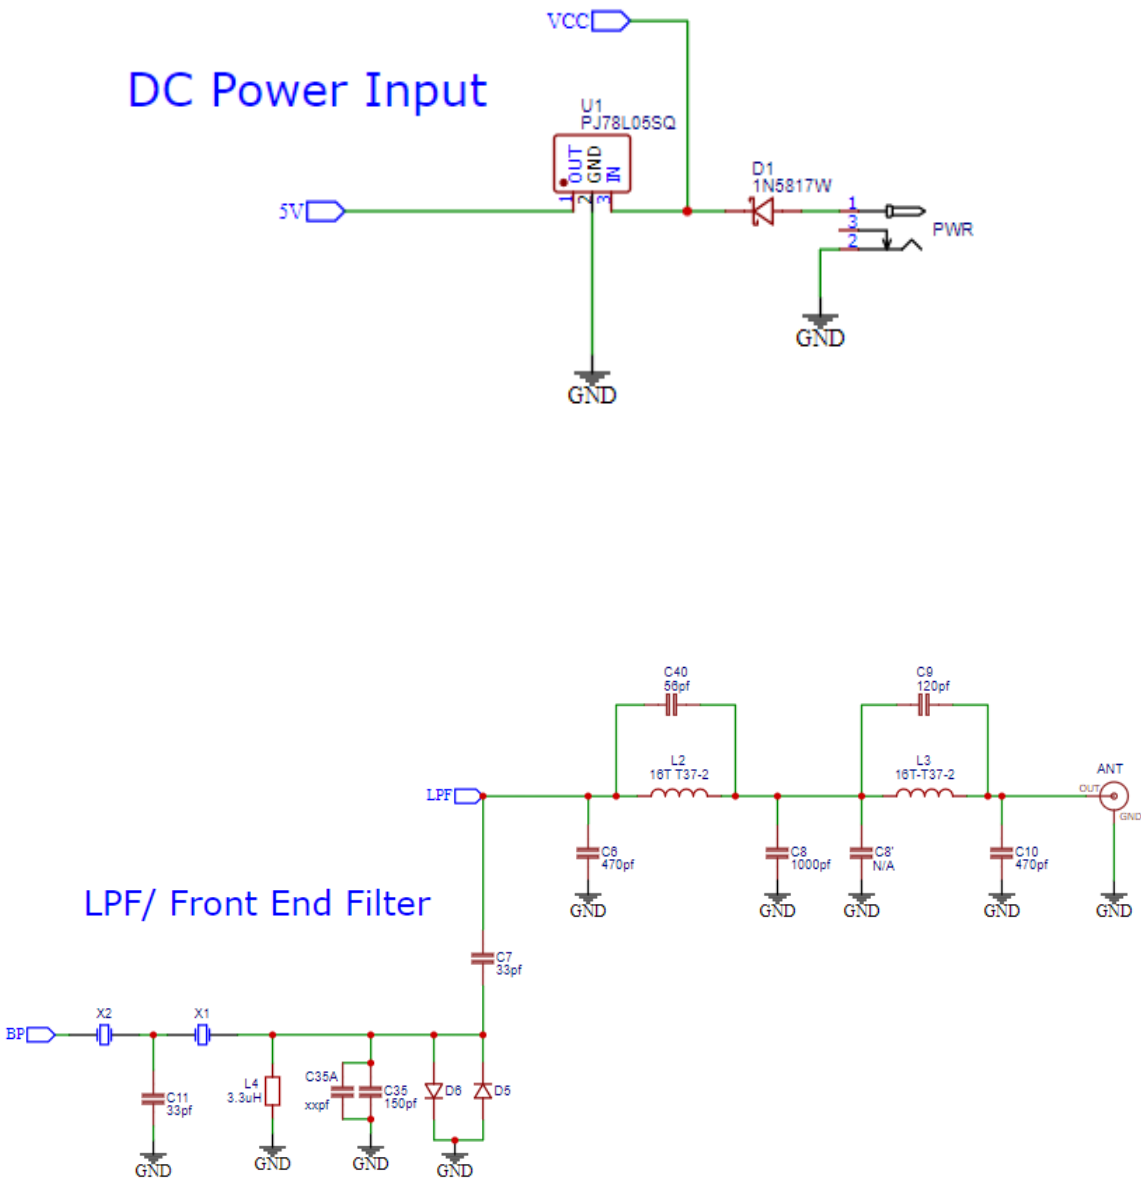 VCC
DC Power Input
U1
PJ78L05SQ
OUT
GND
IN
1
2
3
D1
1N5817W
5V
1
3
2
PWR
GND
GND
C40
56pf
C9
120pf
L2
16T T37-2
L3
16T-T37-2
ANT
LPF
OUT
GND
C6
470pf
C8
1000pf
C8'
N/A
C10
470pf
GND
GND
GND
GND
GND
LPF/ Front End Filter
C7
33pf
BP
X2
X1
C11
33pf
L4
3.3uH
C35A
xxpf
C35
150pf
D6
D5
GND
GND
GND
GND